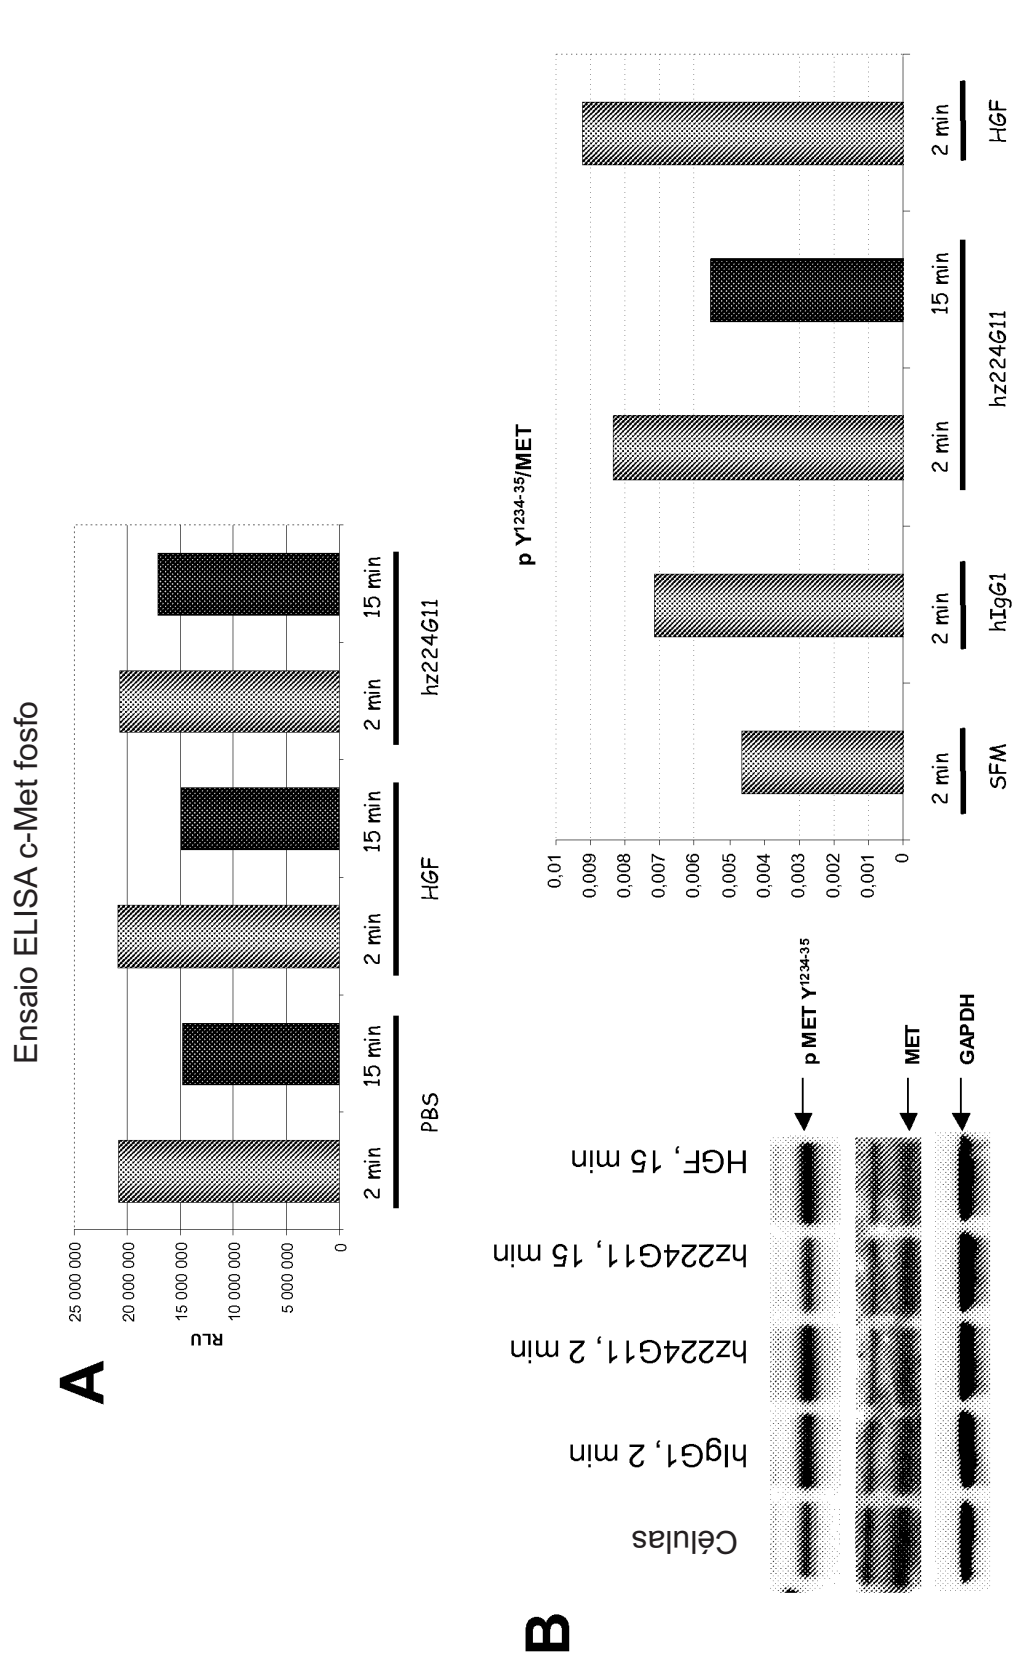 Ensaio ELISA c-Met fosfo
A
RLU
25 000 000
20 000 000
15 000 000
10 000 000
5 000 000
0
2 min 15 min 2 min 15 min 2 min 15 min
PBS HGF hz224G11
B
Células
hIgG1, 2 min
hz224G11, 2 min
hz224G11, 15 min
HGF, 15 min
p MET Y1234-35
MET
GAPDH
p Y1234-35/MET
0,01
0,009
0,008
0,007
0,006
0,005
0,004
0,003
0,002
0,001
0
2 min 2 min 2 min 15 min 2 min
SFM hIgG1 hz224G11 HGF